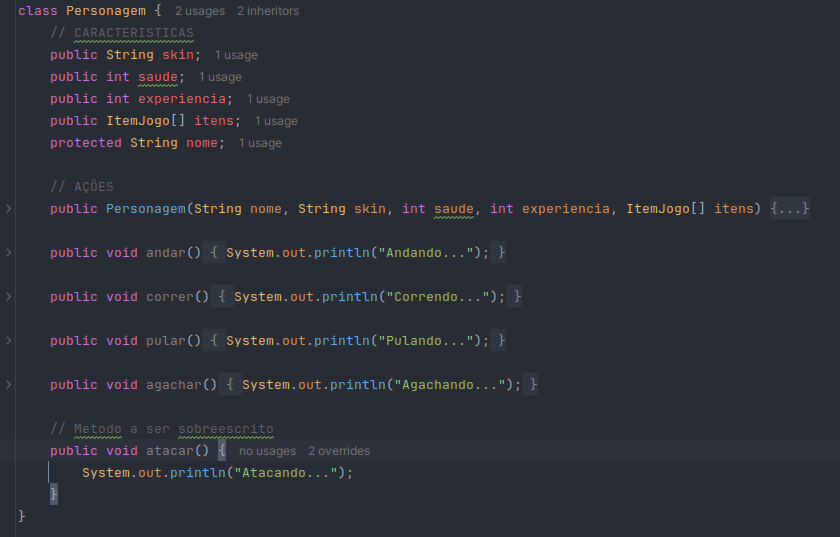 class Personagem { 2 usages 2 inheritors
// CARACTERISTICAS
public String skin; 1 usage
public int saude; 1 usage
public int experiencia; 1 usage
public ItemJogo[] itens; 1 usage
protected String nome; 1 usage
// AÇÕES
public Personagem(String nome, String skin, int saude, int experiencia, ItemJogo[] itens) {...}
public void andar() { System.out.println("Andando..."); }
public void correr() { System.out.println("Correndo..."); }
public void pular() { System.out.println("Pulando..."); }
public void agachar() { System.out.println("Agachando..."); }
// Metodo a ser sobreescrito
public void atacar() { no usages 2 overrides
System.out.println("Atacando...");
}
}